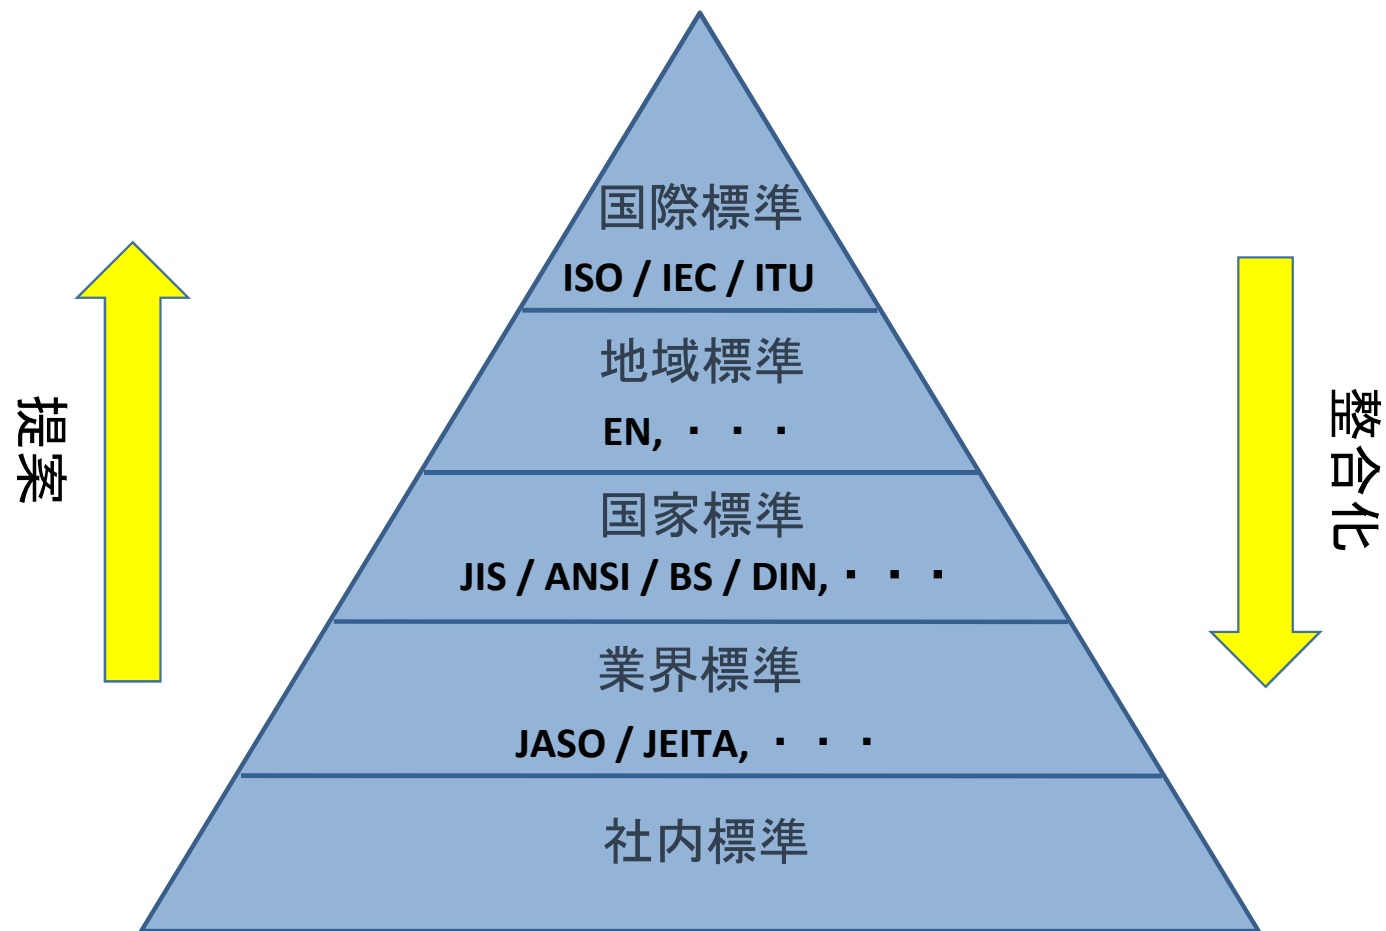 国際標準
ISO / IEC / ITU
地域標準
EN, ・・・
国家標準
JIS / ANSI / BS / DIN, ・・・
業界標準
JASO / JEITA, ・・・
社内標準
提案
整合化